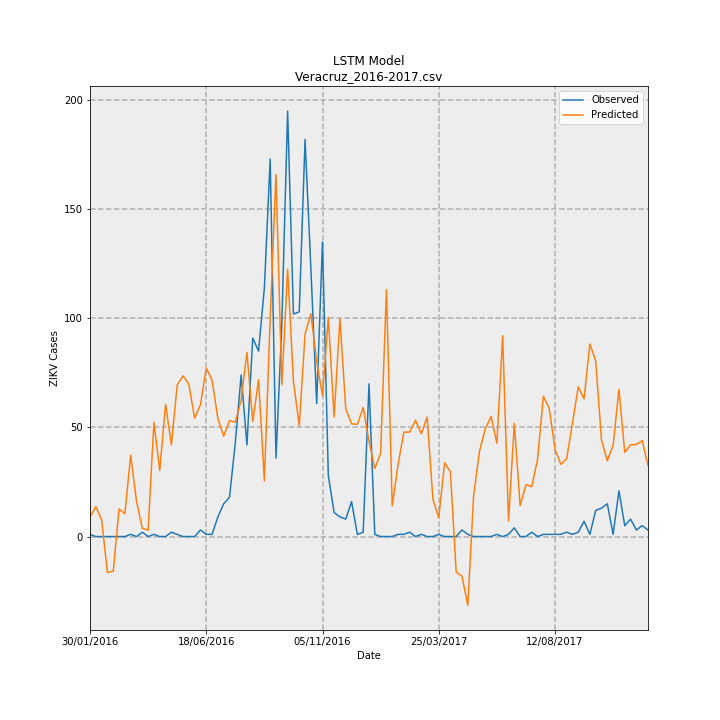 LSTM Model
Veracruz_2016-2017.csv
Observed
Predicted
200
150
100
50
0
ZIKV Cases
30/01/2016
18/06/2016
05/11/2016
25/03/2017
12/08/2017
Date